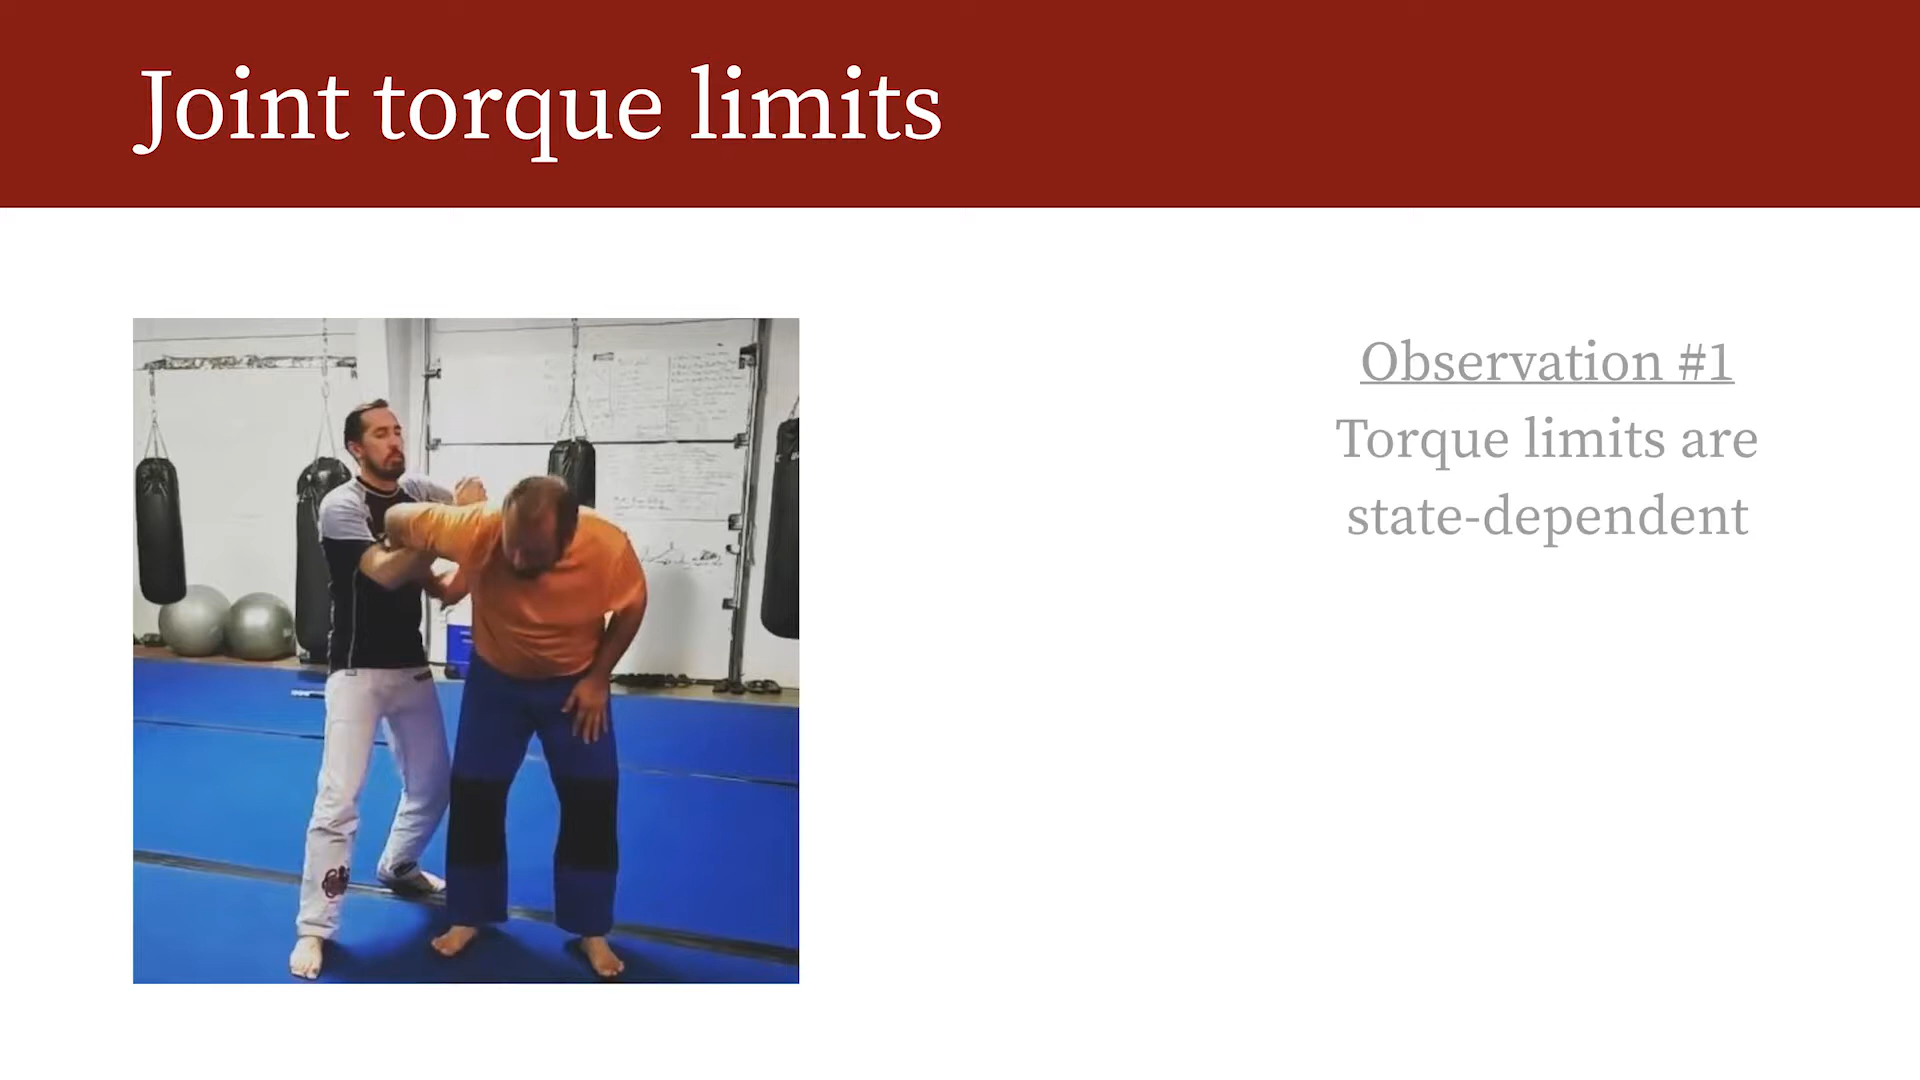 Joint torque limits
Observation #1
Torque limits are
state-dependent